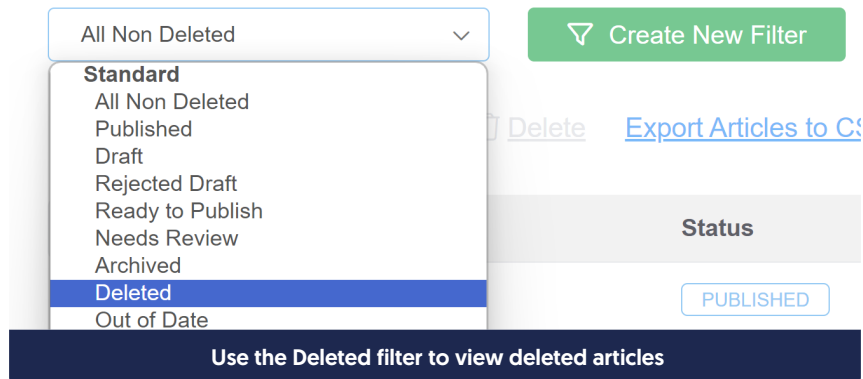 All Non Deleted
Create New Filter
Standard
All Non Deleted
Published
Draft
Rejected Draft
Ready to Publish
Needs Review
Archived
Deleted
Out of Date
Delete
Export Articles to CS
Status
PUBLISHED
Use the Deleted filter to view deleted articles